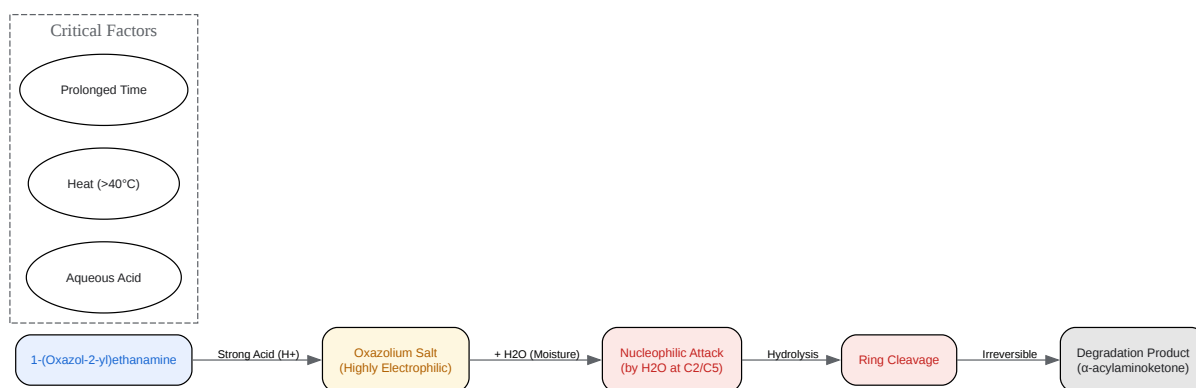 Critical Factors
Prolonged Time
Heat (>40°C)
Aqueous Acid
1-(Oxazol-2-yl)ethanamine
Strong Acid (H+)
Oxazolium Salt
(Highly Electrophilic)
+ H2O (Moisture)
Nucleophilic Attack
(by H2O at C2/C5)
Hydrolysis
Ring Cleavage
Irreversible
Degradation Product
(α-acylaminoketone)